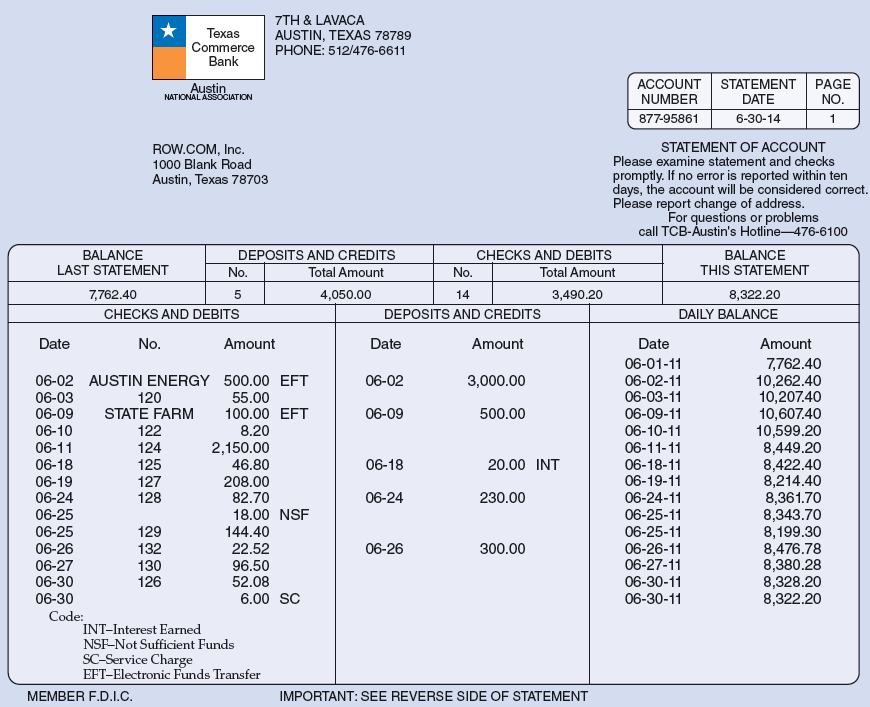 Texas
Commerce
Bank
Austin
NATIONAL ASSOCIATION
7TH & LAVACA
AUSTIN, TEXAS 78789
PHONE: 512/476-6611
ACCOUNT NUMBER STATEMENT DATE PAGE NO.
877-95861 6-30-14 1
ROW.COM, Inc.
1000 Blank Road
Austin, Texas 78703
STATEMENT OF ACCOUNT
Please examine statement and checks
promptly. If no error is reported within ten
days, the account will be considered correct.
Please report change of address.
For questions or problems
call TCB-Austin's Hotline—476-6100
BALANCE LAST STATEMENT DEPOSITS AND CREDITS CHECKS AND DEBITS BALANCE THIS STATEMENT
No. Total Amount No. Total Amount
7,762.40 5 4,050.00 14 3,490.20 8,322.20
CHECKS AND DEBITS DEPOSITS AND CREDITS DAILY BALANCE
Date No. Amount Date Amount Date Amount
06-01-11 7,762.40
06-02 AUSTIN ENERGY 500.00 EFT 06-02 3,000.00 06-02-11 10,262.40
06-03 120 55.00 06-03-11 10,207.40
06-09 STATE FARM 100.00 EFT 06-09 500.00 06-09-11 10,607.40
06-10 122 8.20 06-10-11 10,599.20
06-11 124 2,150.00 06-11-11 8,449.20
06-18 125 46.80 06-18 20.00 INT 06-18-11 8,422.40
06-19 127 208.00 06-19-11 8,214.40
06-24 128 82.70 06-24 230.00 06-24-11 8,361.70
06-25 18.00 NSF 06-25-11 8,343.70
06-25 129 144.40 06-25-11 8,199.30
06-26 132 22.52 06-26 300.00 06-26-11 8,476.78
06-27 130 96.50 06-27-11 8,380.28
06-30 126 52.08 06-30-11 8,328.20
06-30 6.00 SC 06-30-11 8,322.20
Code:
INT–Interest Earned
NSF–Not Sufficient Funds
SC–Service Charge
EFT–Electronic Funds Transfer
MEMBER F.D.I.C. IMPORTANT: SEE REVERSE SIDE OF STATEMENT